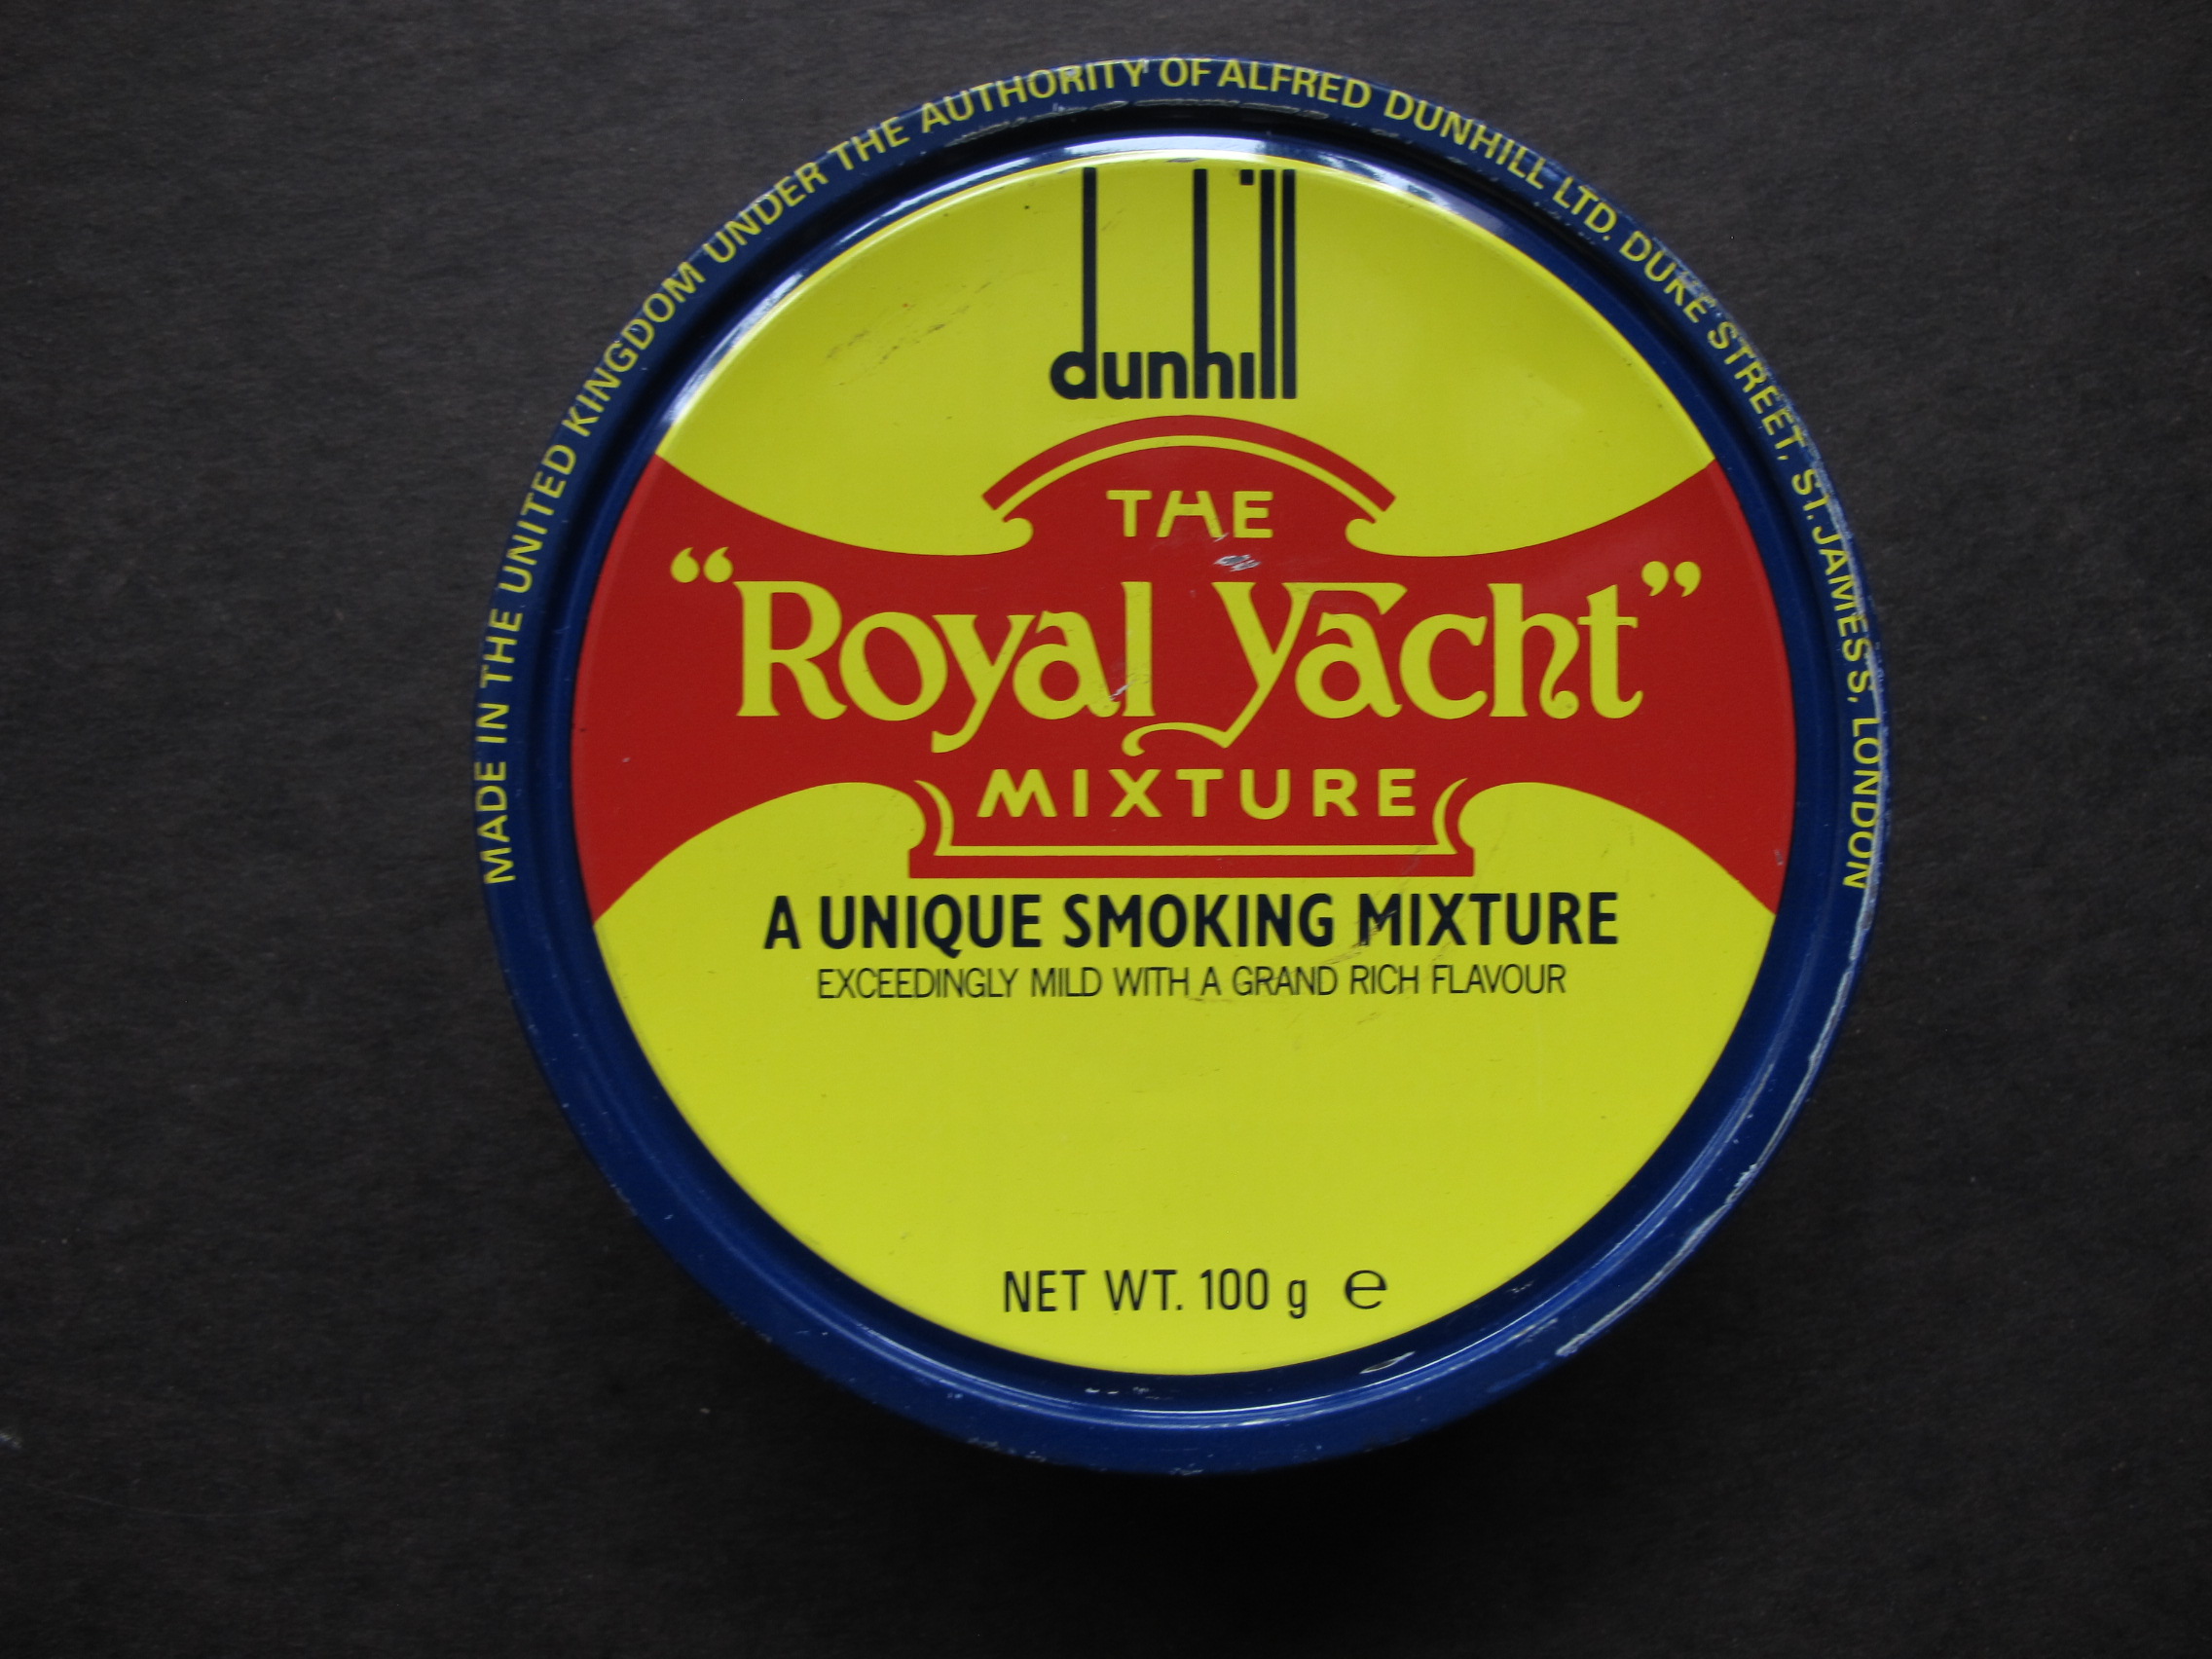 MADE IN THE UNITED KINGDOM UNDER THE AUTHORITY OF ALFRED DUNHILL LTD. DUKE STREET, ST. JAMES'S, LONDON
dunhill
THE
“Royal Yacht”
MIXTURE
A UNIQUE SMOKING MIXTURE
EXCEEDINGLY MILD WITH A GRAND RICH FLAVOUR
NET WT. 100 g ℮